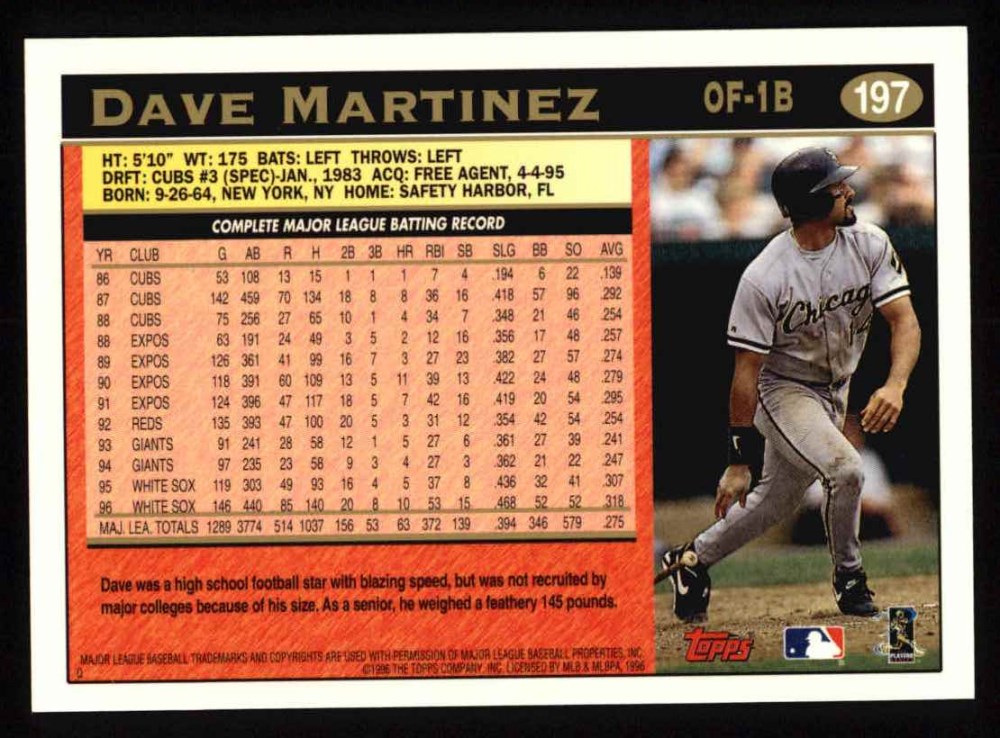 DAVE MARTINEZ OF-1B 197
HT: 5'10" WT: 175 BATS: LEFT THROWS: LEFT
DRFT: CUBS #3 (SPEC)-JAN., 1983 ACQ: FREE AGENT, 4-4-95
BORN: 9-26-64, NEW YORK, NY HOME: SAFETY HARBOR, FL
COMPLETE MAJOR LEAGUE BATTING RECORD
YR CLUB G AB R H 2B 3B HR RBI SB SLG BB SO AVG
86 CUBS 53 108 13 15 1 1 1 7 4 .194 6 22 .139
87 CUBS 142 459 70 134 18 8 8 36 16 .418 57 96 .292
88 CUBS 75 256 27 65 10 1 4 34 7 .348 21 46 .254
88 EXPOS 63 191 24 49 3 5 2 12 16 .356 17 48 .257
89 EXPOS 126 361 41 99 16 7 3 27 23 .382 27 57 .274
90 EXPOS 118 391 60 109 13 5 11 39 13 .422 24 48 .279
91 EXPOS 124 396 47 117 18 5 7 42 16 .419 20 54 .295
92 REDS 135 393 47 100 20 5 3 31 12 .354 42 54 .254
93 GIANTS 91 241 28 58 12 1 5 27 6 .361 27 39 .241
94 GIANTS 97 235 23 58 9 3 4 27 3 .362 21 22 .247
95 WHITE SOX 119 303 49 93 16 4 5 37 8 .436 32 41 .307
96 WHITE SOX 146 440 85 140 20 8 10 53 15 .468 52 52 .318
MAJ. LEA. TOTALS 1289 3774 514 1037 156 53 63 372 139 .394 346 579 .275
Dave was a high school football star with blazing speed, but was not recruited by
major colleges because of his size. As a senior, he weighed a feathery 145 pounds.
MAJOR LEAGUE BASEBALL TRADEMARKS AND COPYRIGHTS ARE USED WITH PERMISSION OF MAJOR LEAGUE BASEBALL PROPERTIES, INC.
©1996 THE TOPPS COMPANY, INC. LICENSED BY MLB & MLBPA, 1996
Chicago
14
Topps
PLAYERS